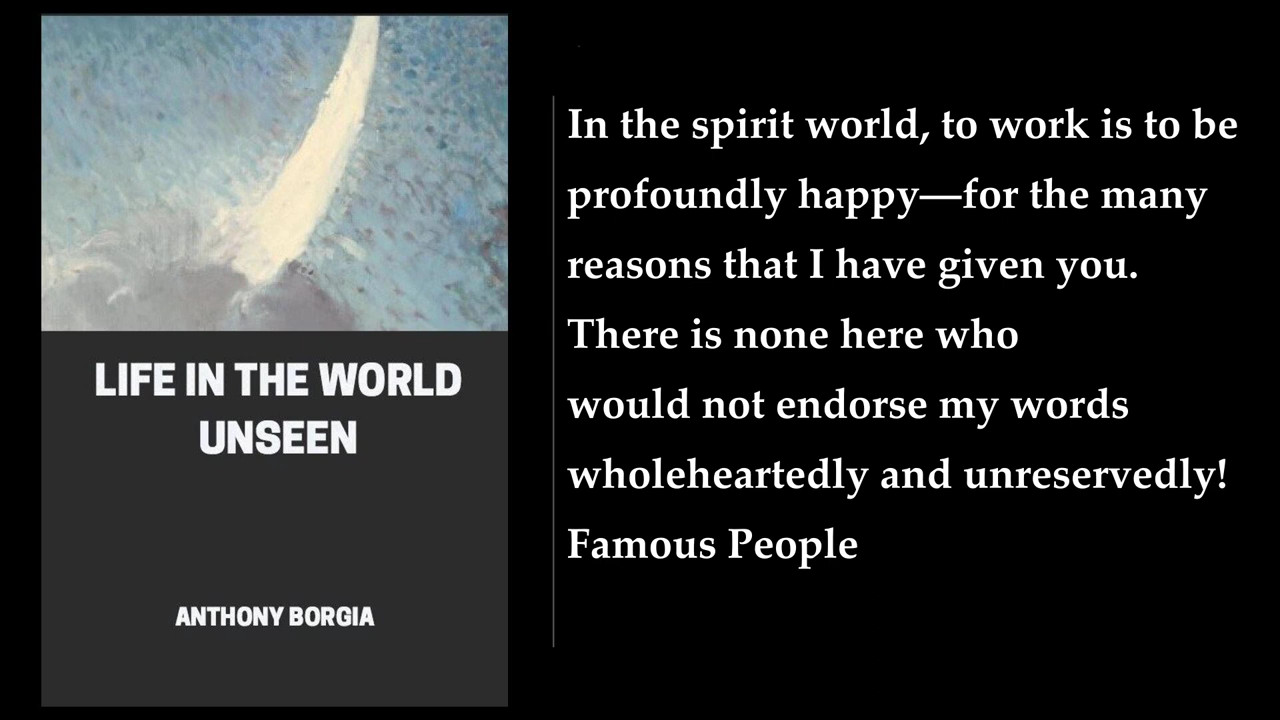 LIFE IN THE WORLD
UNSEEN
ANTHONY BORGIA
In the spirit world, to work is to be
profoundly happy—for the many
reasons that I have given you.
There is none here who
would not endorse my words
wholeheartedly and unreservedly!
Famous People